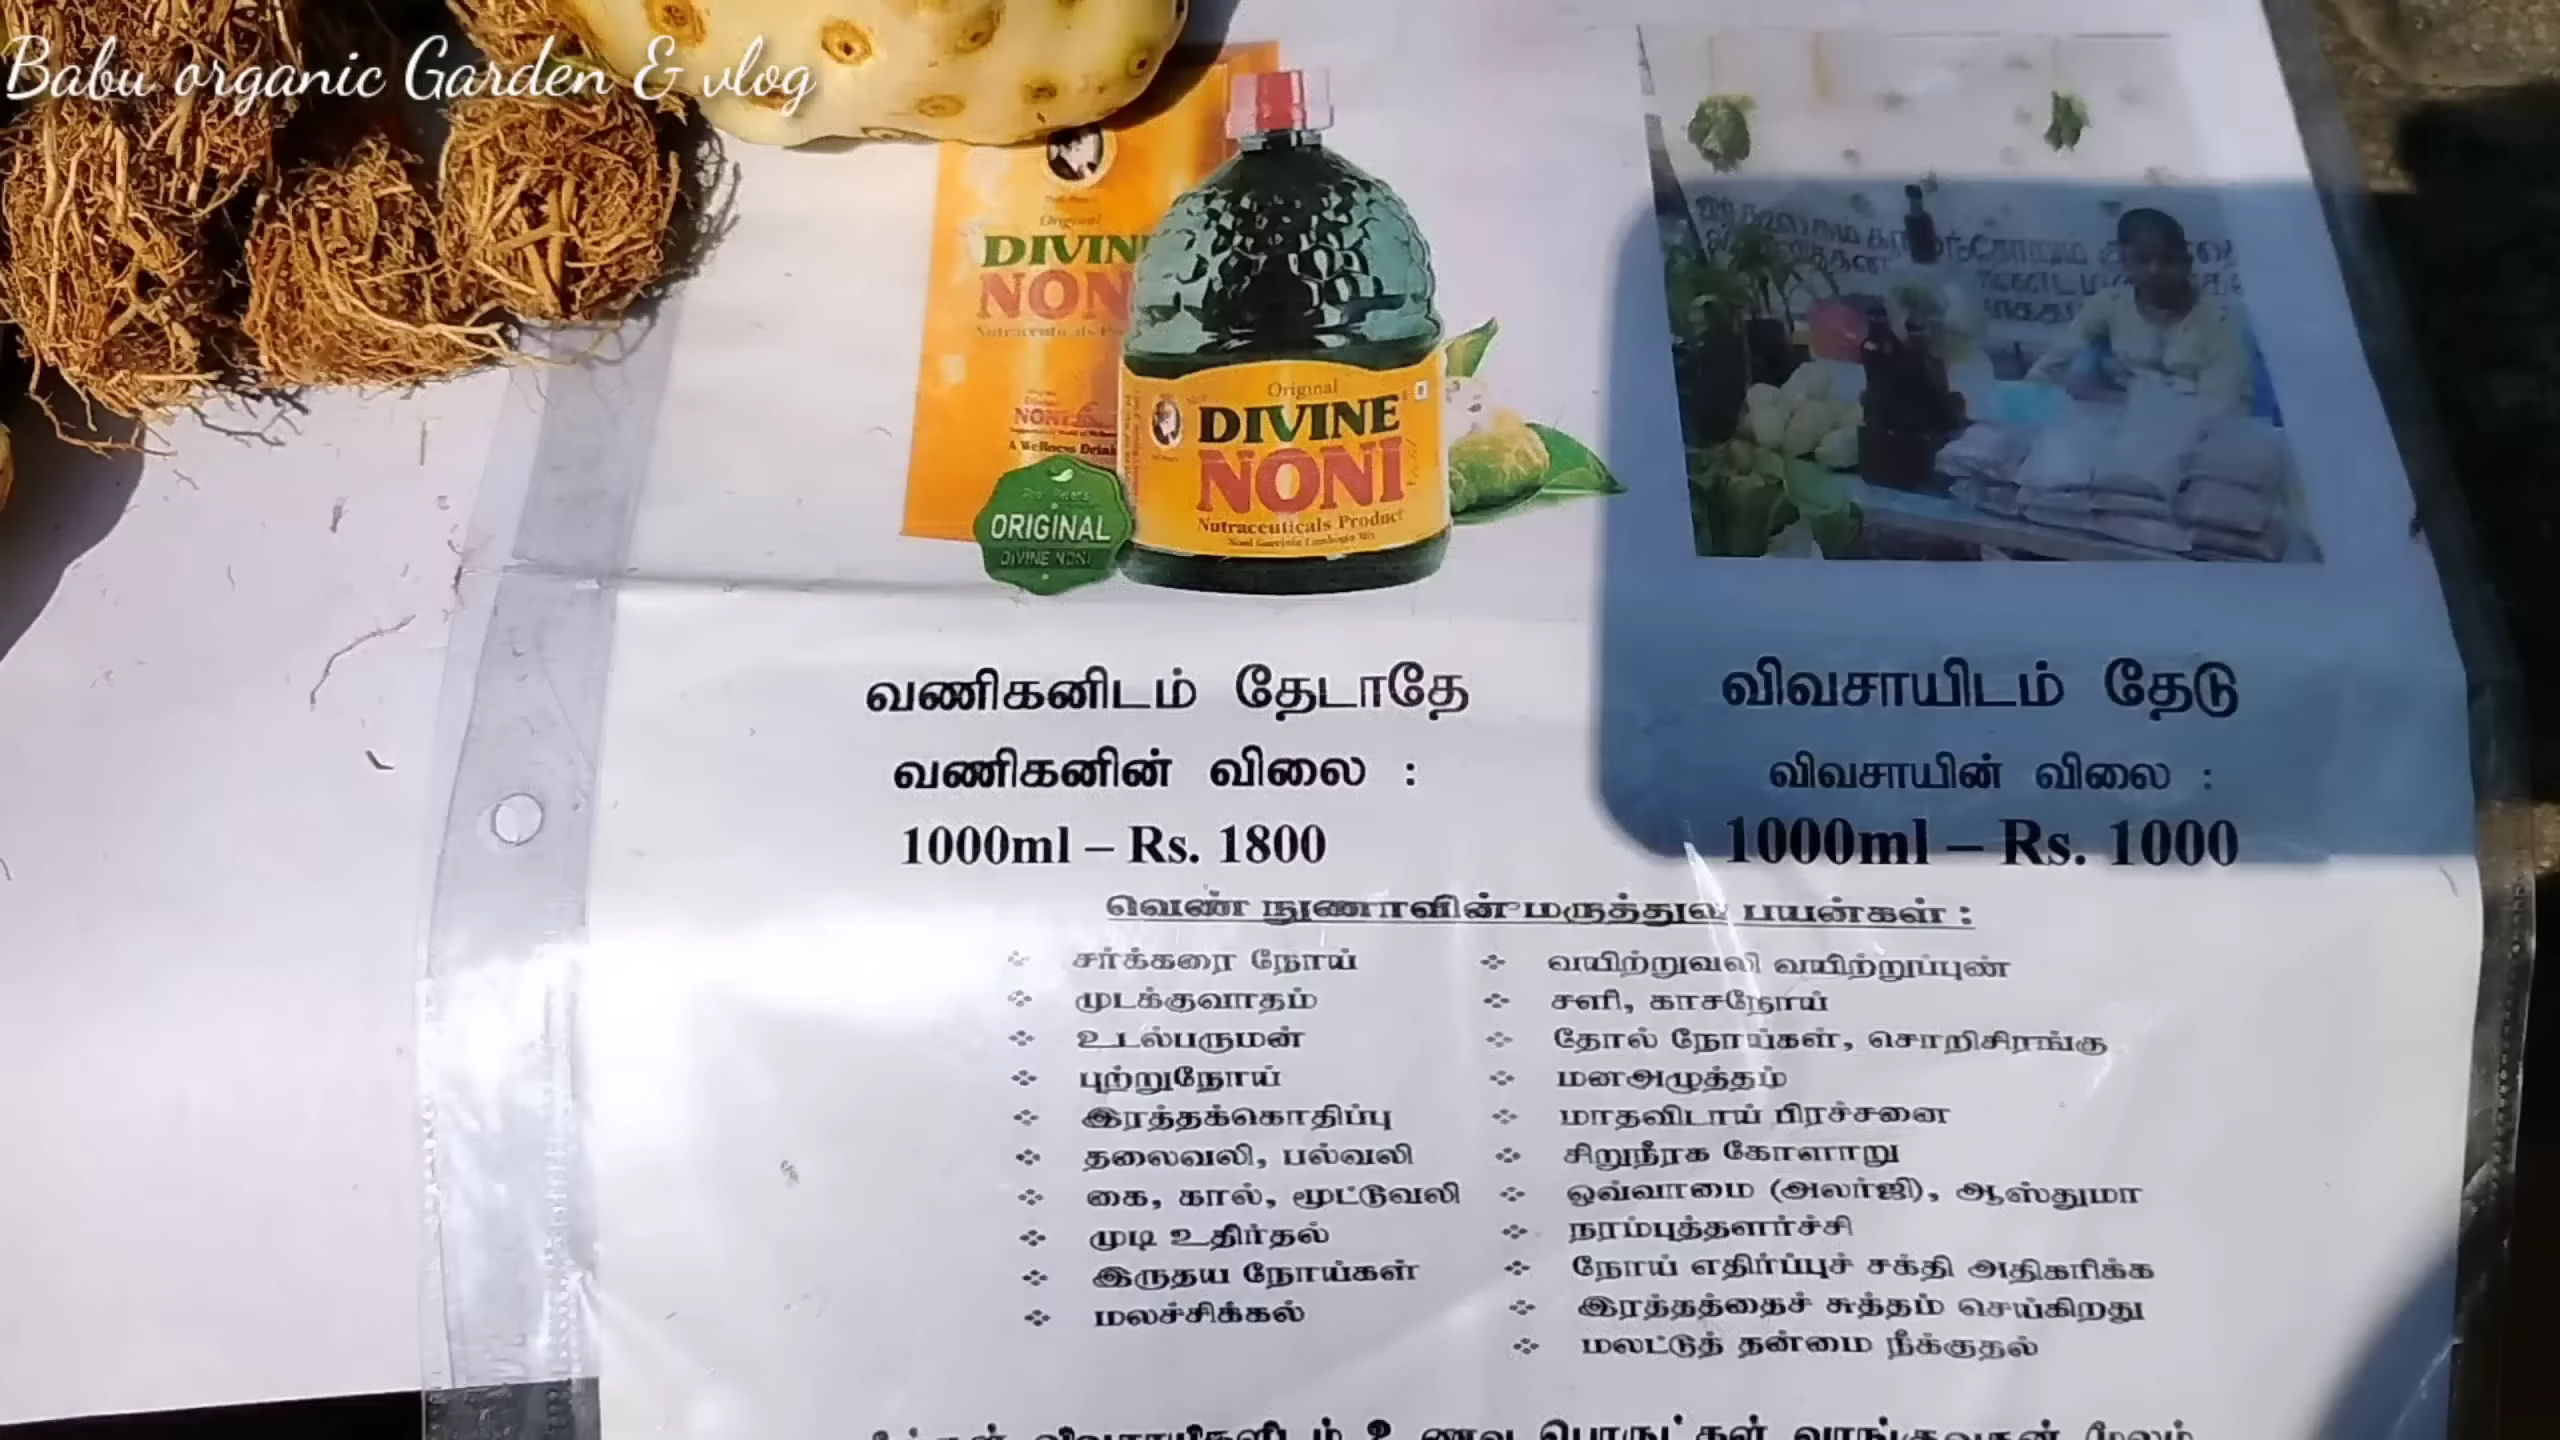 Babu organic Garden & vlog
Original
DIVINE
NONI
A Wellness Drink
ORIGINAL
DIVINE NONI
Original
DIVINE
NONI
Nutraceuticals Product
வணிகனிடம் தேடாதே
வணிகனின் விலை :
1000ml – Rs. 1800
விவசாயிடம் தேடு
விவசாயின் விலை :
1000ml – Rs. 1000
வெண் நுணாவின் மருத்துவ பயன்கள் :
சர்க்கரை நோய்
முடக்குவாதம்
உடல்பருமன்
புற்றுநோய்
இரத்தக்கொதிப்பு
தலைவலி, பல்வலி
கை, கால், மூட்டுவலி
முடி உதிர்தல்
இருதய நோய்கள்
மலச்சிக்கல்
வயிற்றுவலி வயிற்றுப்புண்
சளி, காசநோய்
தோல் நோய்கள், சொறிசிரங்கு
மனஅழுத்தம்
மாதவிடாய் பிரச்சனை
சிறுநீரக கோளாறு
ஒவ்வாமை (அலர்ஜி), ஆஸ்துமா
நரம்புத்தளர்ச்சி
நோய் எதிர்ப்புச் சக்தி அதிகரிக்க
இரத்தத்தைச் சுத்தம் செய்கிறது
மலட்டுத் தன்மை நீக்குதல்